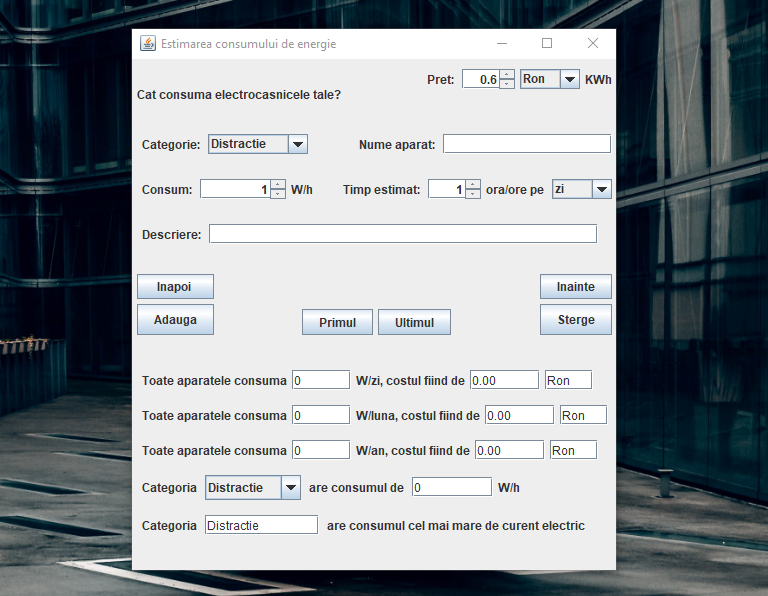 Estimarea consumului de energie
Pret: 0.6 Ron KWh
Cat consuma electrocasnicele tale?
Categorie: Distractie Nume aparat:
Consum: 1 W/h Timp estimat: 1 ora/ore pe zi
Descriere:
Inapoi Inainte
Adauga Primul Ultimul Sterge
Toate aparatele consuma 0 W/zi, costul fiind de 0.00 Ron
Toate aparatele consuma 0 W/luna, costul fiind de 0.00 Ron
Toate aparatele consuma 0 W/an, costul fiind de 0.00 Ron
Categoria Distractie are consumul de 0 W/h
Categoria Distractie are consumul cel mai mare de curent electric